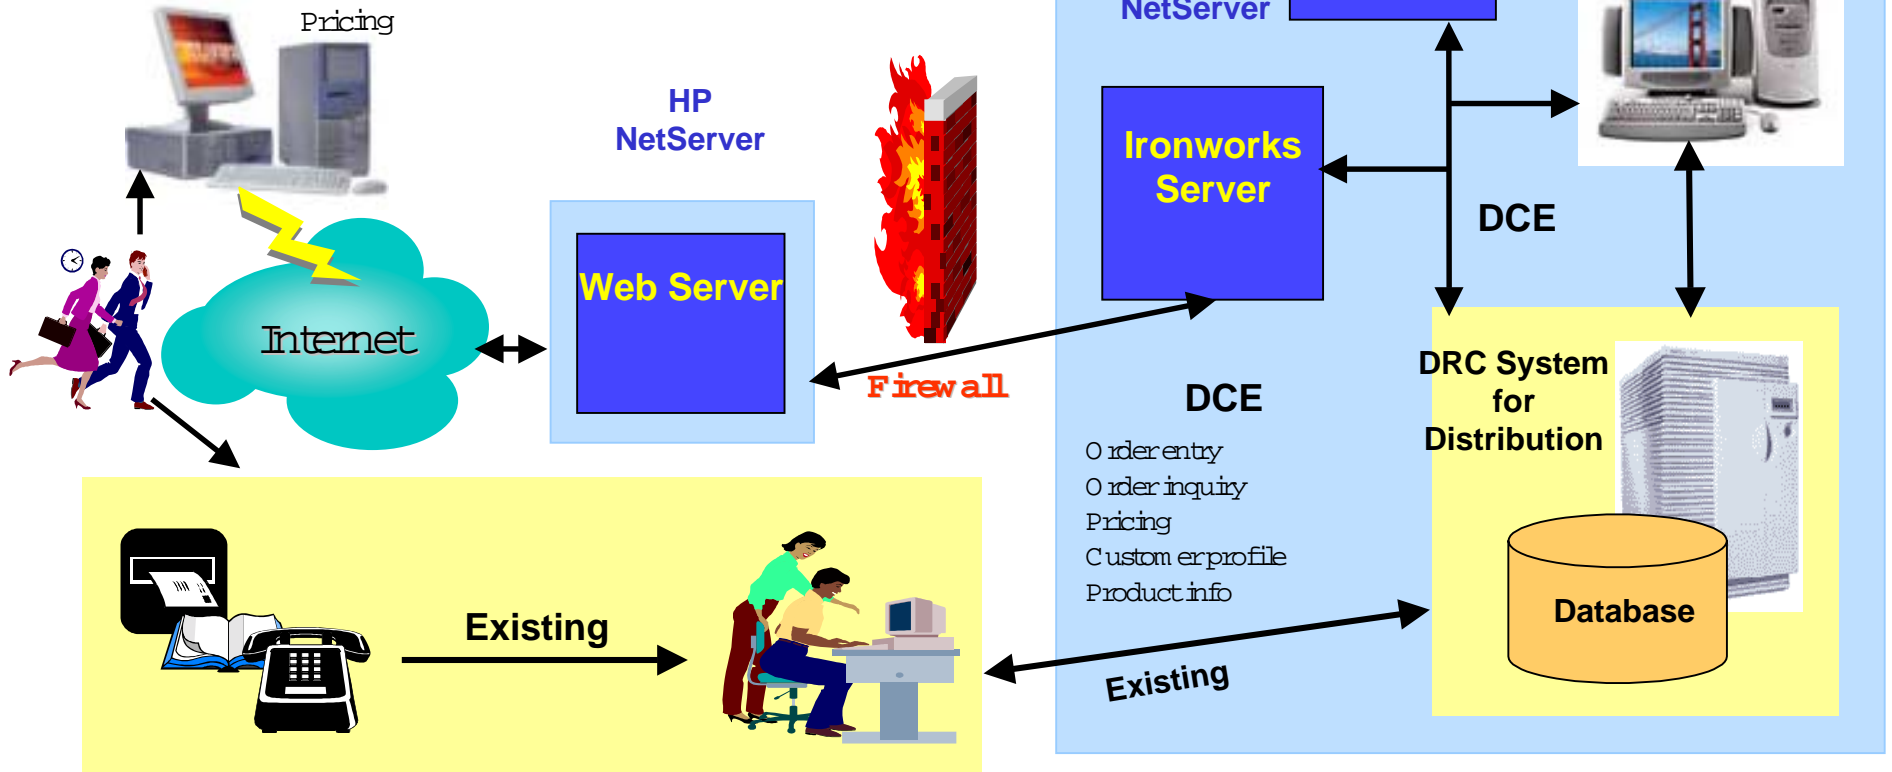 Pricing
NetServer
HP
NetServer
Ironworks
Server
DCE
Web Server
Internet
Firewall
DCE
Order entry
Order inquiry
Pricing
Customer profile
Product info
DRC System
for
Distribution
Database
Existing
Existing